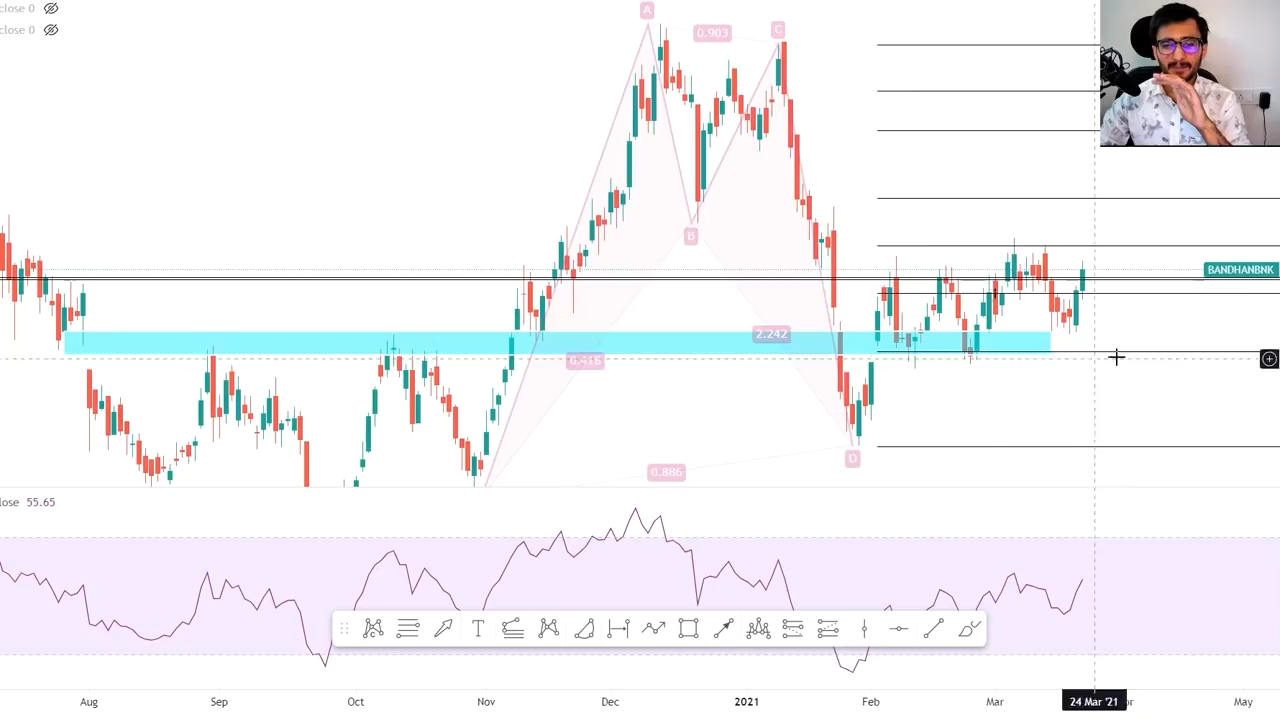 close 0
close 0
A
0.903
C
B
BANDHANBNK
2.242
0.886
D
lose 55.65
Aug
Sep
Oct
Nov
Dec
2021
Feb
Mar
24 Mar '21
May